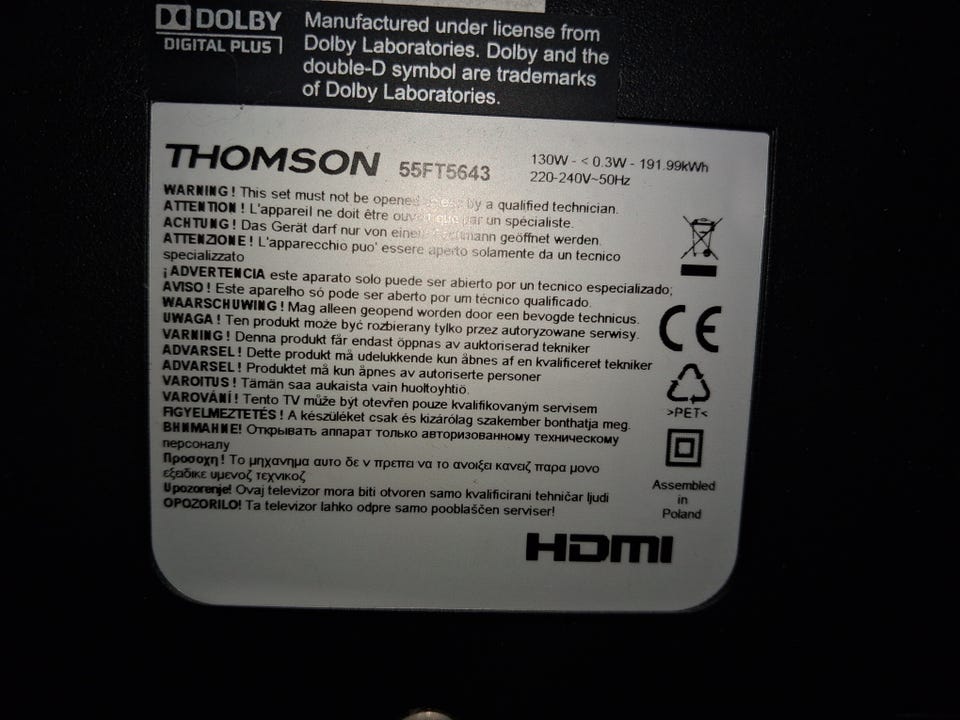 DOLBY
DIGITAL PLUS
Manufactured under license from
Dolby Laboratories. Dolby and the
double-D symbol are trademarks
of Dolby Laboratories.
THOMSON 55FT5643
130W - < 0.3W - 191.99kWh
220-240V~50Hz
WARNING! This set must not be opened by a qualified technician.
ATTENTION! L'appareil ne doit être ouvert que par un spécialiste.
ACHTUNG! Das Gerät darf nur von einem Fachmann geöffnet werden.
ATTENZIONE! L'apparecchio puo' essere aperto solamente da un tecnico
specializzato
¡ADVERTENCIA este aparato solo puede ser abierto por un tecnico especializado;
AVISO! Este aparelho só pode ser aberto por um técnico qualificado.
WAARSCHUWING! Mag alleen geopend worden door een bevogde technicus.
UWAGA! Ten produkt może być rozbierany tylko przez autoryzowane serwisy.
VARNING! Denna produkt får endast öppnas av auktoriserad tekniker
ADVARSEL! Dette produkt må udelukkende kun åbnes af en kvalificeret tekniker
ADVARSEL! Produktet må kun åpnes av autoriserte personer
VAROITUS! Tämän saa aukaista vain huoltoyhtiö.
VAROVÁNÍ! Tento TV může být otevřen pouze kvalifikovaným servisem
FIGYELMEZTETÉS! A készüléket csak és kizárólag szakember bonthatja meg.
ВНИМАНИЕ! Открывать аппарат только авторизованному техническому
персоналу
Προσοχη! Το μηχανημα αυτο δε ν πρεπει να το ανοιξει κανειζ παρα μονο
εξειδικε υμενοζ τεχνικοζ
Upozorenje! Ovaj televizor mora biti otvoren samo kvalificirani tehničar ljudi
OPOZORILO! Ta televizor lahko odpre samo pooblaščen serviser!
CE
>PET<
Assembled
in
Poland
HDMI